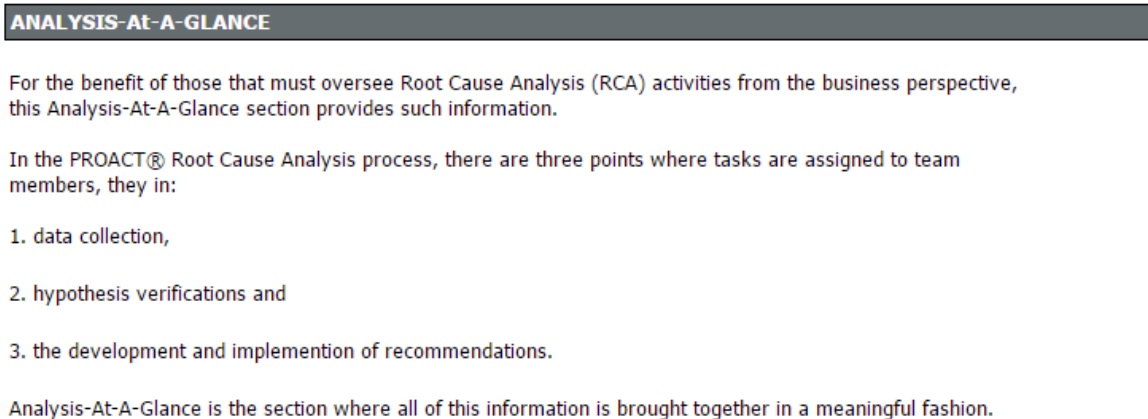 ANALYSIS-At-A-GLANCE
For the benefit of those that must oversee Root Cause Analysis (RCA) activities from the business perspective,
this Analysis-At-A-Glance section provides such information.
In the PROACT® Root Cause Analysis process, there are three points where tasks are assigned to team
members, they in:
1. data collection,
2. hypothesis verifications and
3. the development and implemention of recommendations.
Analysis-At-A-Glance is the section where all of this information is brought together in a meaningful fashion.